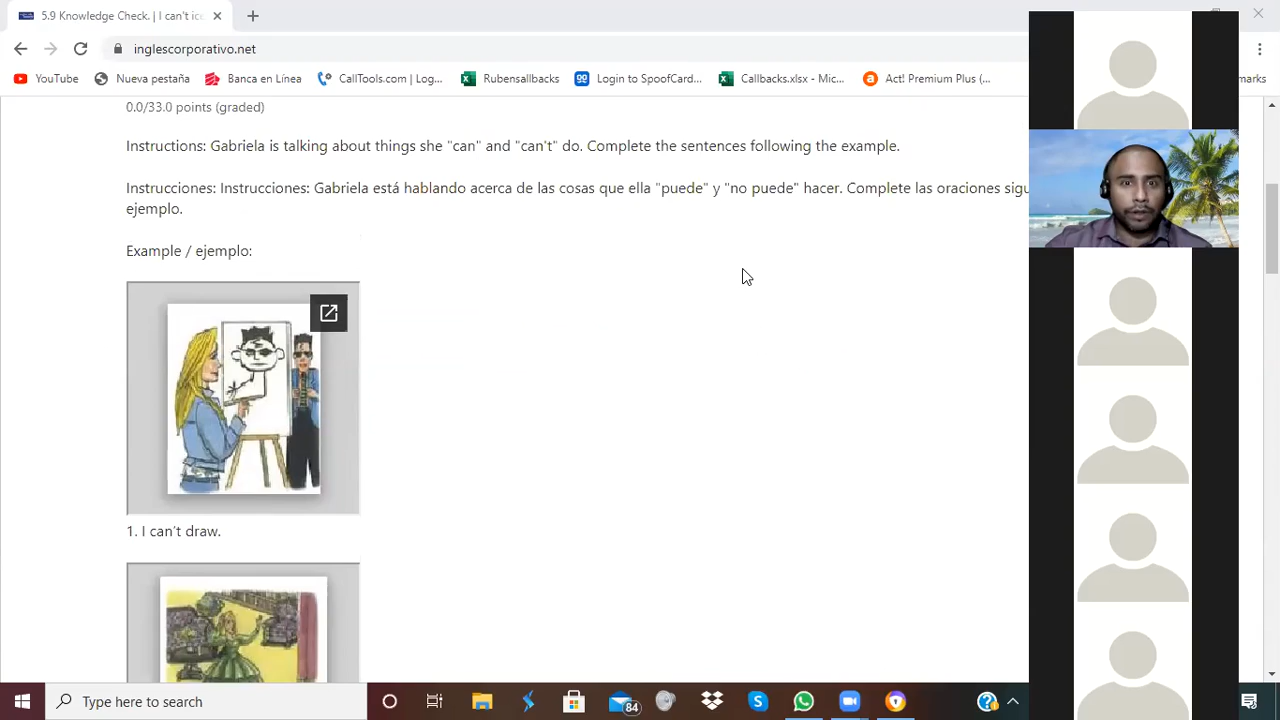 5.9 Knowledge Check. | I can't ic
inglescorporativo.net
YouTube Nueva pestaña Banca en Línea CallTools.com | Log... Rubensallbacks Login to SpoofCard... Callbacks.xlsx - Mic... Act! Premium Plus (... marks
0.0/33.0 points (graded)
Instructions: Gabriela is talking about things she "can" and "can't" do. Complete the sentences following the example.
Instrucciones: Instrucciones: Gabriela está hablando acerca de las cosas que ella "puede" y "no puede" hacer. Complete las oraciones sigu
ejemplo.
Example / ejemplo:
1. I can't draw.
Type here to search
84